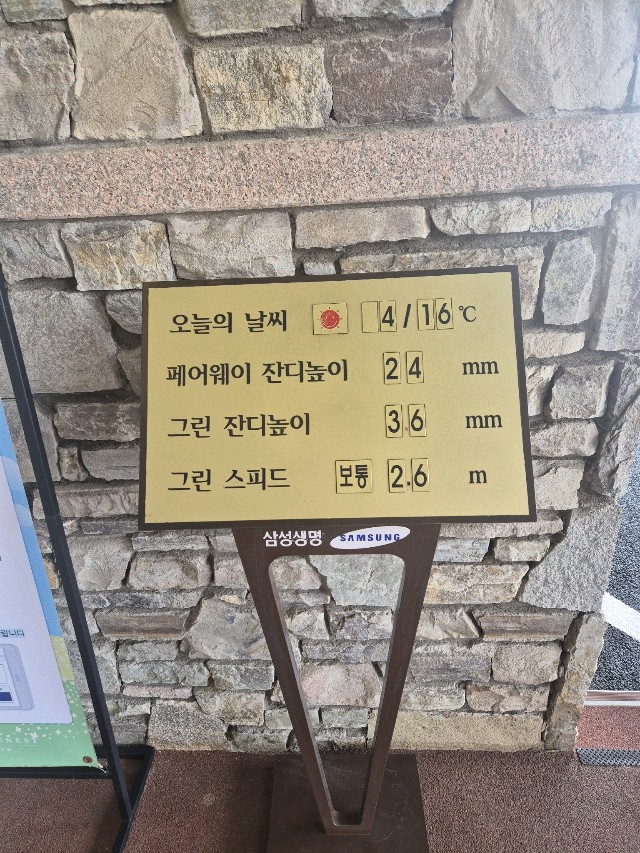 오늘의 날씨 4/16 ℃
페어웨이 잔디높이 24 mm
그린 잔디높이 3.6 mm
그린 스피드 보통 2.6 m
삼성생명 SAMSUNG